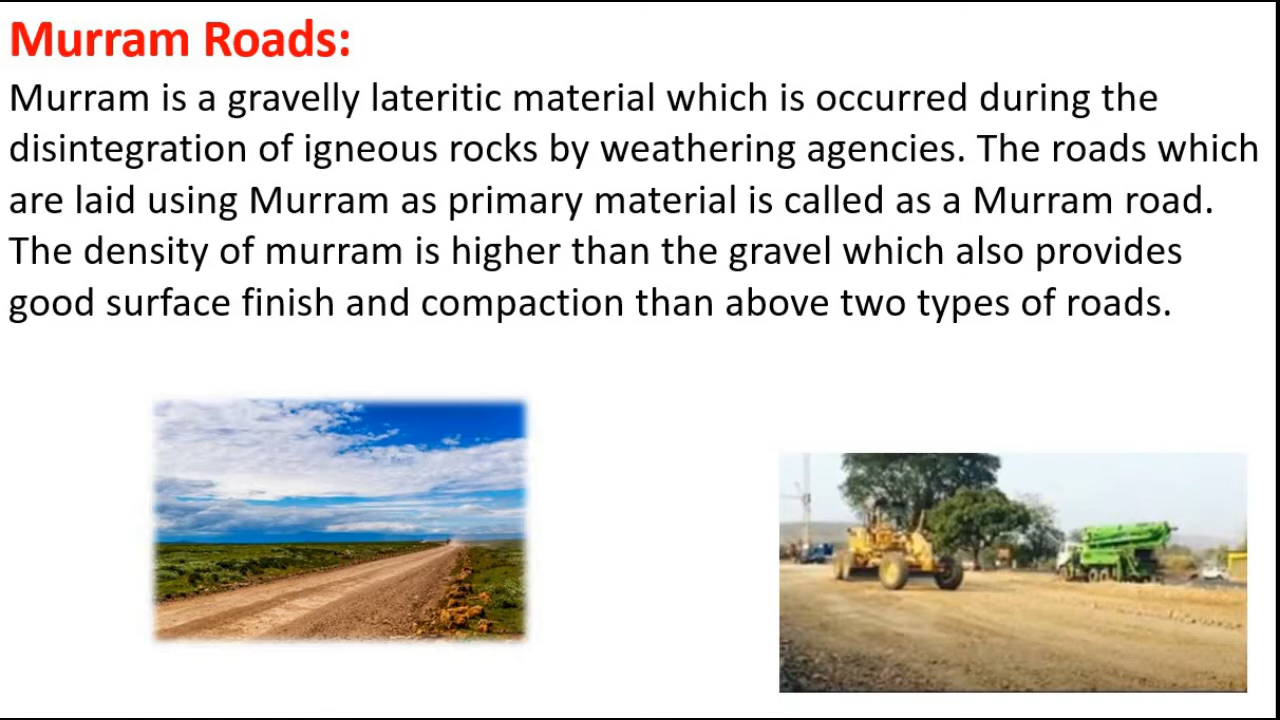 Murram Roads:
Murram is a gravelly lateritic material which is occurred during the
disintegration of igneous rocks by weathering agencies. The roads which
are laid using Murram as primary material is called as a Murram road.
The density of murram is higher than the gravel which also provides
good surface finish and compaction than above two types of roads.